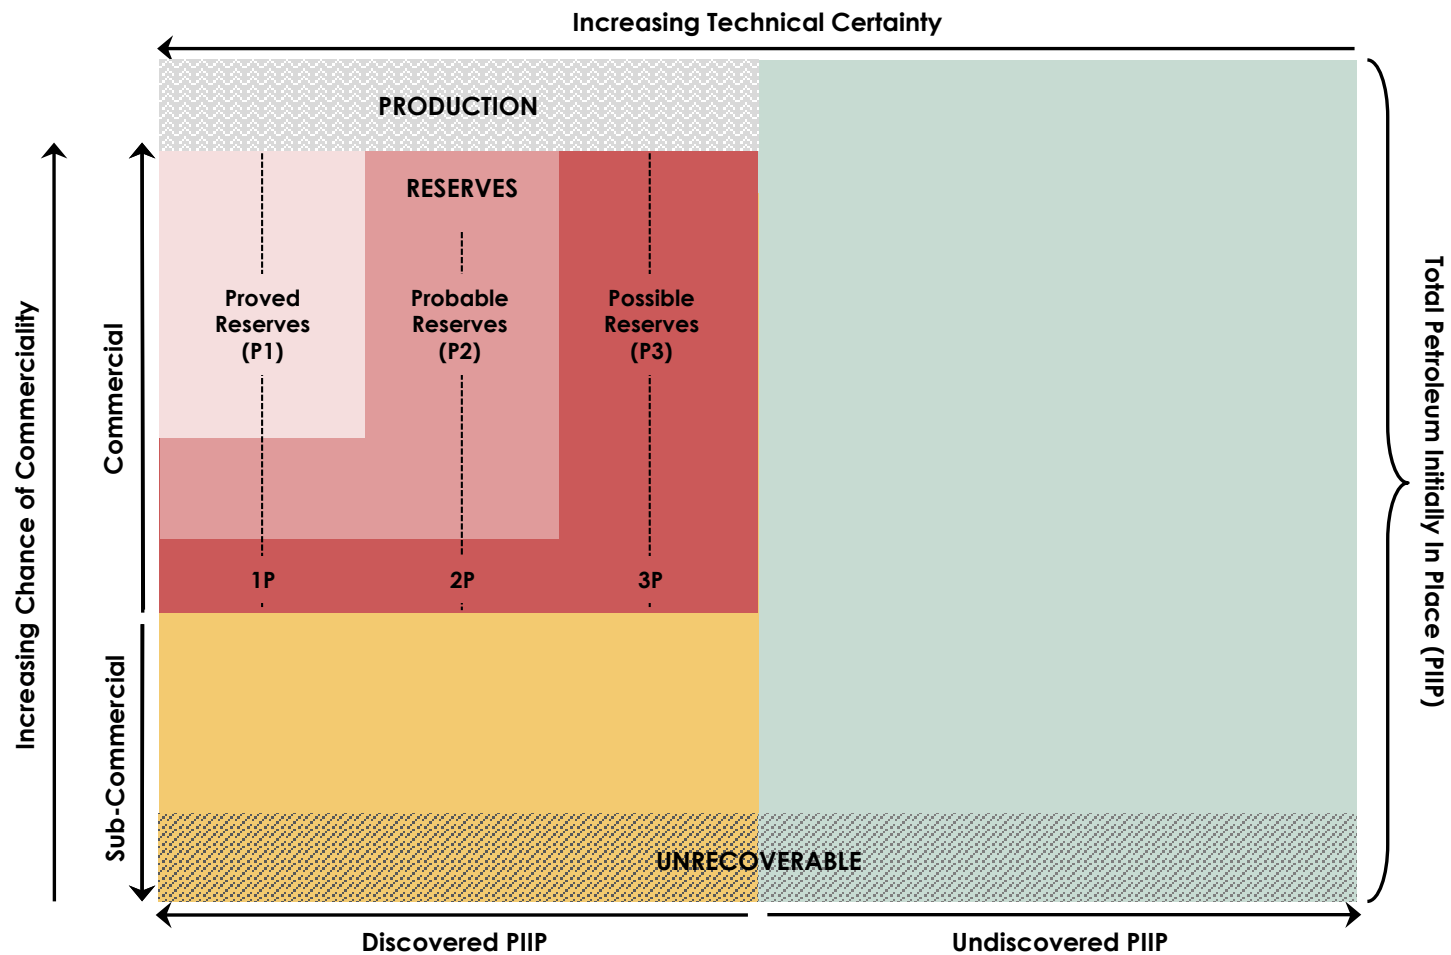 Increasing Technical Certainty
PRODUCTION
RESERVES
Proved
Reserves
(P1)
Probable
Reserves
(P2)
Possible
Reserves
(P3)
1P
2P
3P
UNRECOVERABLE
Increasing Chance of Commerciality
Commercial
Sub-Commercial
Total Petroleum Initially In Place (PIIP)
Discovered PIIP
Undiscovered PIIP